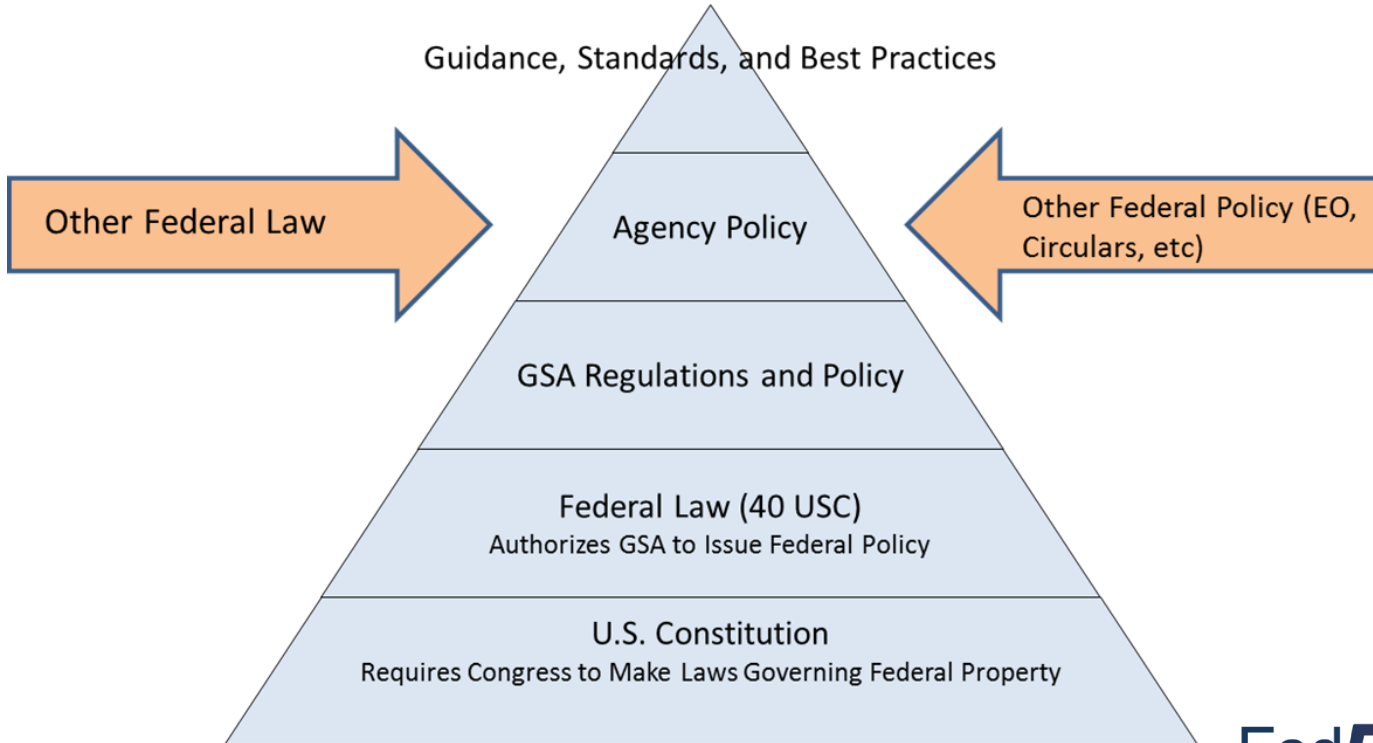 Guidance, Standards, and Best Practices
Other Federal Law
Agency Policy
Other Federal Policy (EO,
Circulars, etc)
GSA Regulations and Policy
Federal Law (40 USC)
Authorizes GSA to Issue Federal Policy
U.S. Constitution
Requires Congress to Make Laws Governing Federal Property